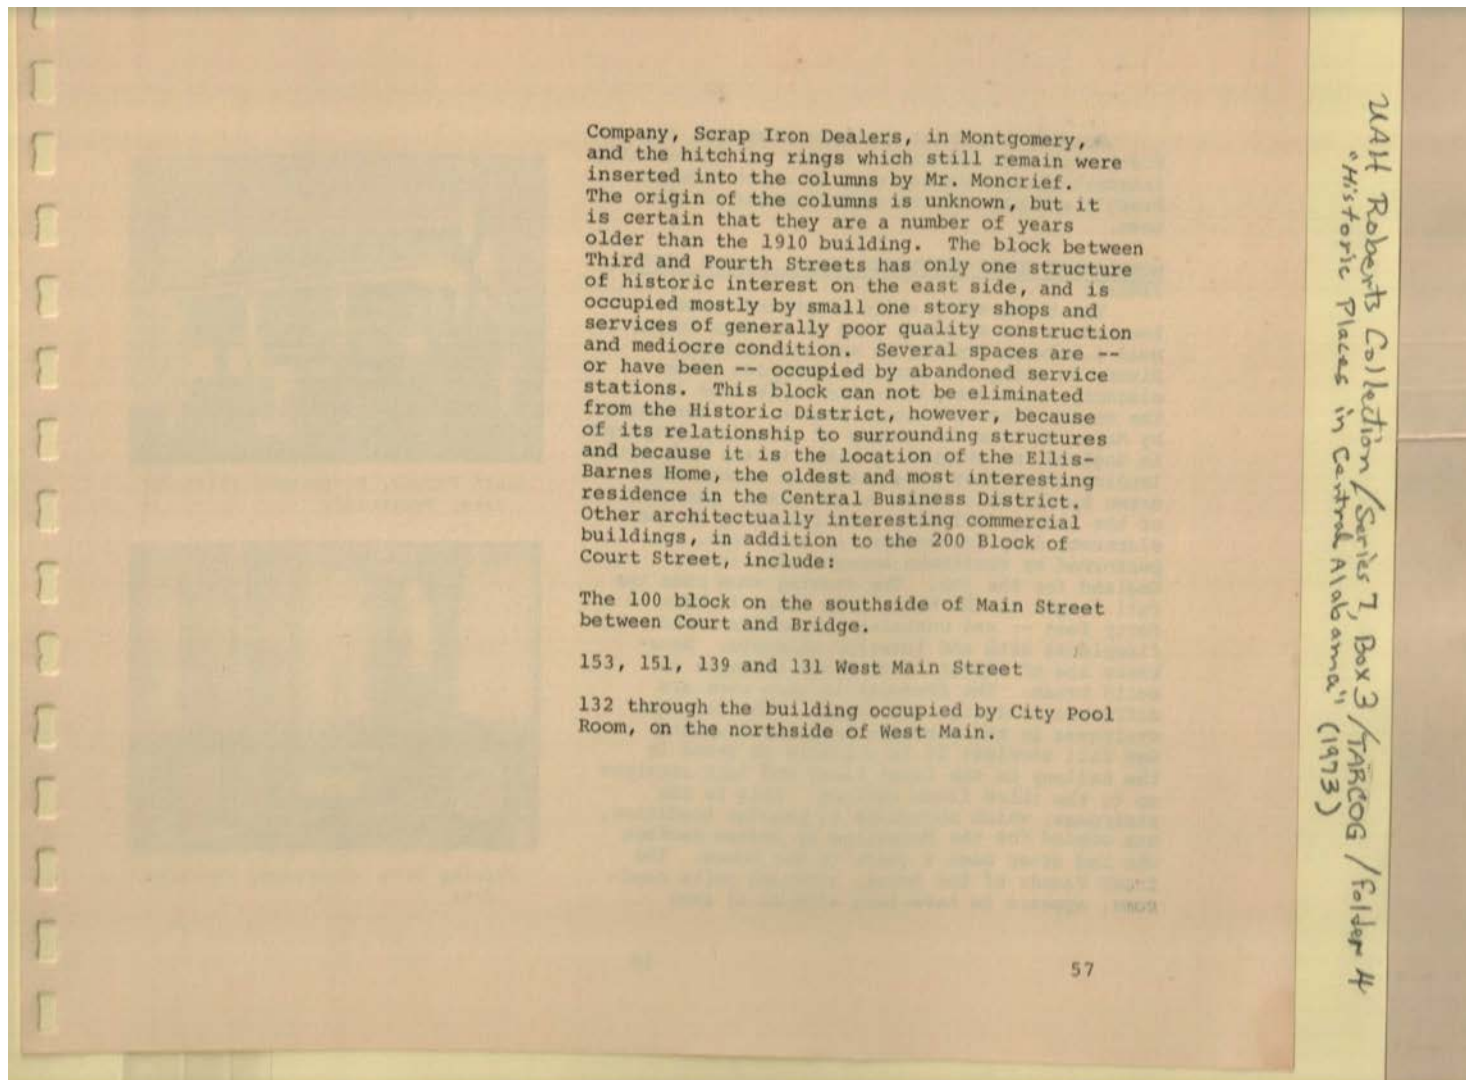 Company, Scrap Iron Dealers, in Montgomery,
and the hitching rings which still remain were
inserted into the columns by Mr. Moncrief.
The origin of the columns is unknown, but it
is certain that they are a number of years
older than the 1910 building.  The block between
Third and Fourth Streets has only one structure
of historic interest on the east side, and is
occupied mostly by small one story shops and
services of generally poor quality construction
and mediocre condition.  Several spaces are --
or have been -- occupied by abandoned service
stations.  This block can not be eliminated
from the Historic District, however, because
of its relationship to surrounding structures
and because it is the location of the Ellis-
Barnes Home, the oldest and most interesting
residence in the Central Business District.
Other architectually interesting commercial
buildings, in addition to the 200 Block of
Court Street, include:
The 100 block on the southside of Main Street
between Court and Bridge.
153, 151, 139 and 131 West Main Street
132 through the building occupied by City Pool
Room, on the northside of West Main.
57
UAH Roberts Collection/Series 7, Box 3/TARCOG/Folder 4
"Historic Places in Central Alabama" (1973)